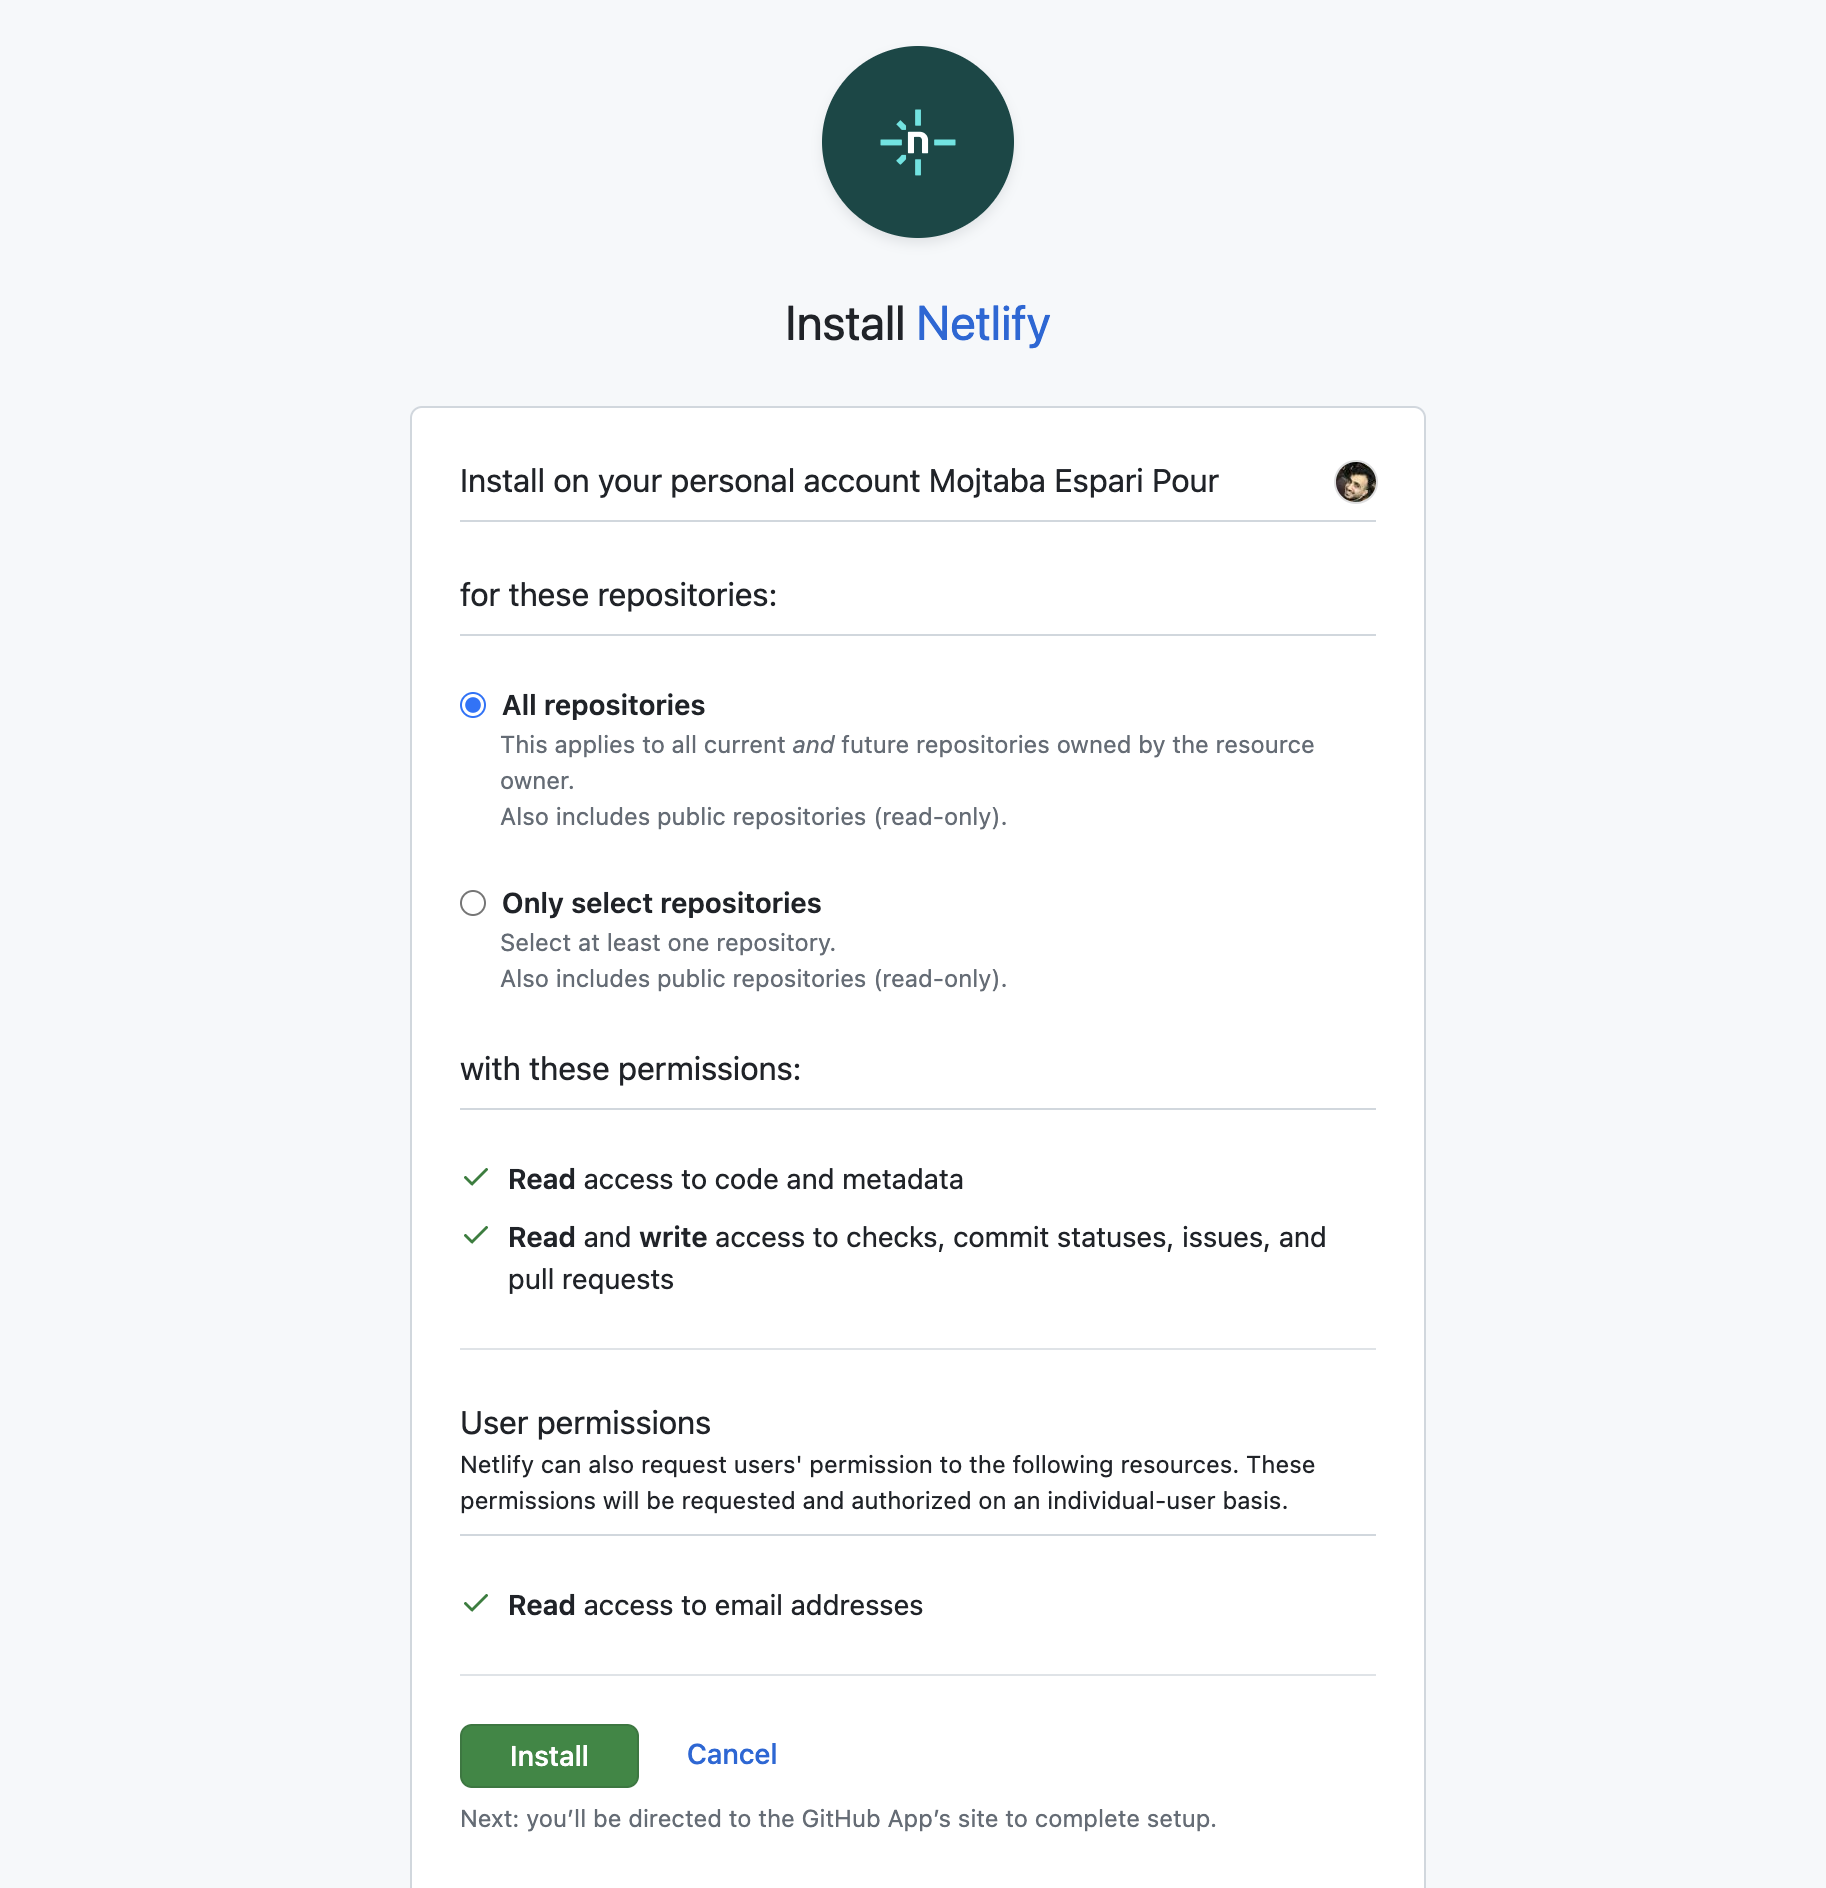 n
Install Netlify
Install on your personal account Mojtaba Espari Pour
for these repositories:
All repositories
This applies to all current and future repositories owned by the resource
owner.
Also includes public repositories (read-only).
Only select repositories
Select at least one repository.
Also includes public repositories (read-only).
with these permissions:
Read access to code and metadata
Read and write access to checks, commit statuses, issues, and
pull requests
User permissions
Netlify can also request users' permission to the following resources. These
permissions will be requested and authorized on an individual-user basis.
Read access to email addresses
Install Cancel
Next: you’ll be directed to the GitHub App’s site to complete setup.